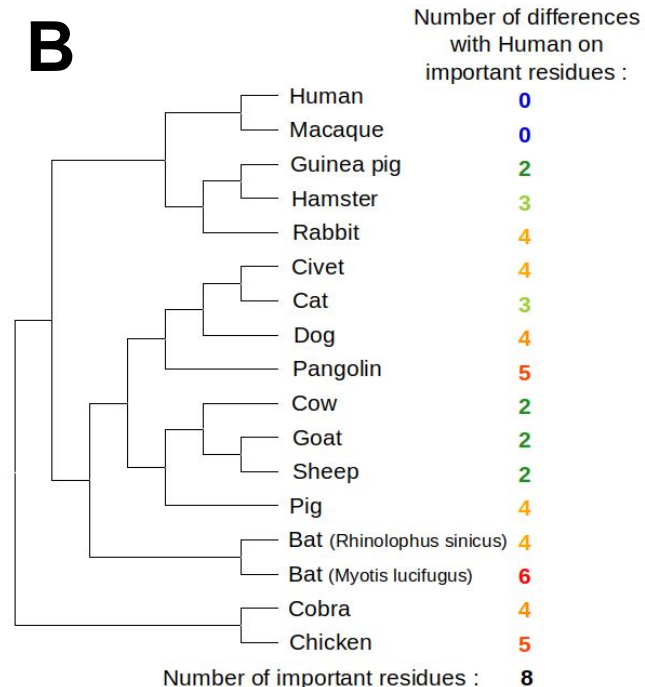 B
Number of differences
with Human on
important residues :
Human 0
Macaque 0
Guinea pig 2
Hamster 3
Rabbit 4
Civet 4
Cat 3
Dog 4
Pangolin 5
Cow 2
Goat 2
Sheep 2
Pig 4
Bat (Rhinolophus sinicus) 4
Bat (Myotis lucifugus) 6
Cobra 4
Chicken 5
Number of important residues : 8